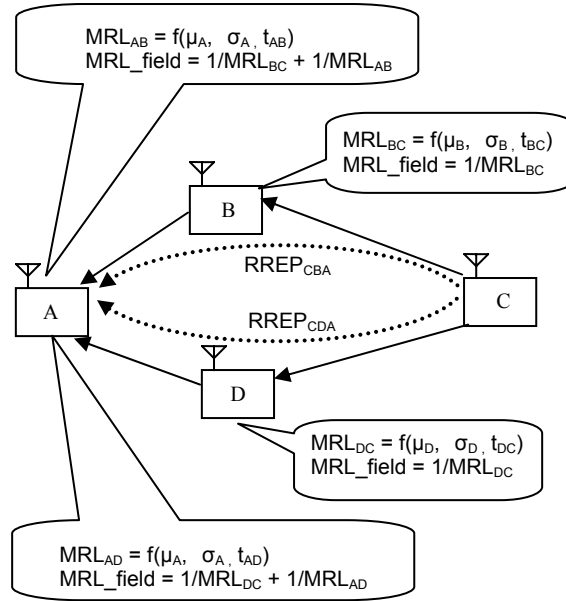 MRL_AB = f(μ_A, σ_A, t_AB)
MRL_field = 1/MRL_BC + 1/MRL_AB
MRL_BC = f(μ_B, σ_B, t_BC)
MRL_field = 1/MRL_BC
B
RREP_CBA
A
C
RREP_CDA
D
MRL_DC = f(μ_D, σ_D, t_DC)
MRL_field = 1/MRL_DC
MRL_AD = f(μ_A, σ_A, t_AD)
MRL_field = 1/MRL_DC + 1/MRL_AD